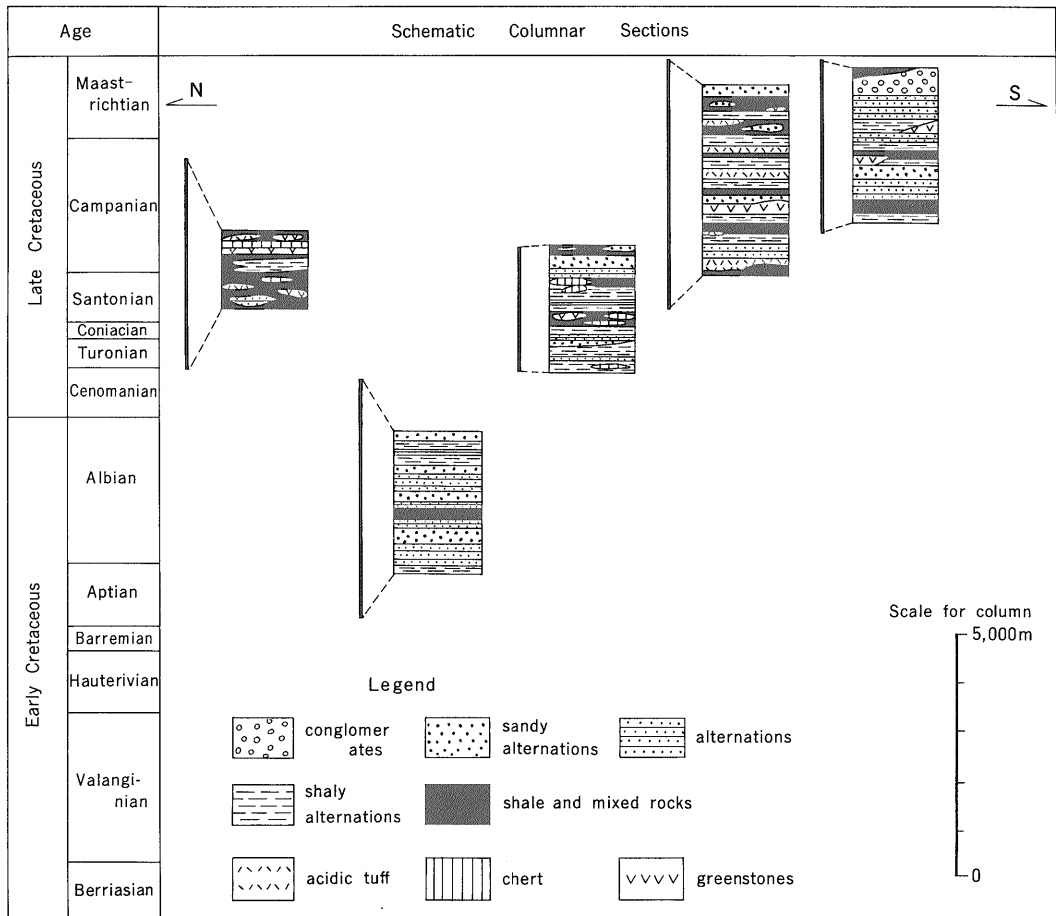 Age
Schematic Columnar Sections
Late Cretaceous
Early Cretaceous
Maast-
richtian
Campanian
Santonian
Coniacian
Turonian
Cenomanian
Albian
Aptian
Barremian
Hauterivian
Valangi-
nian
Berriasian
N
S
Scale for column
5,000m
0
Legend
conglomer
ates
sandy
alternations
alternations
shaly
alternations
shale and mixed rocks
acidic tuff
chert
greenstones